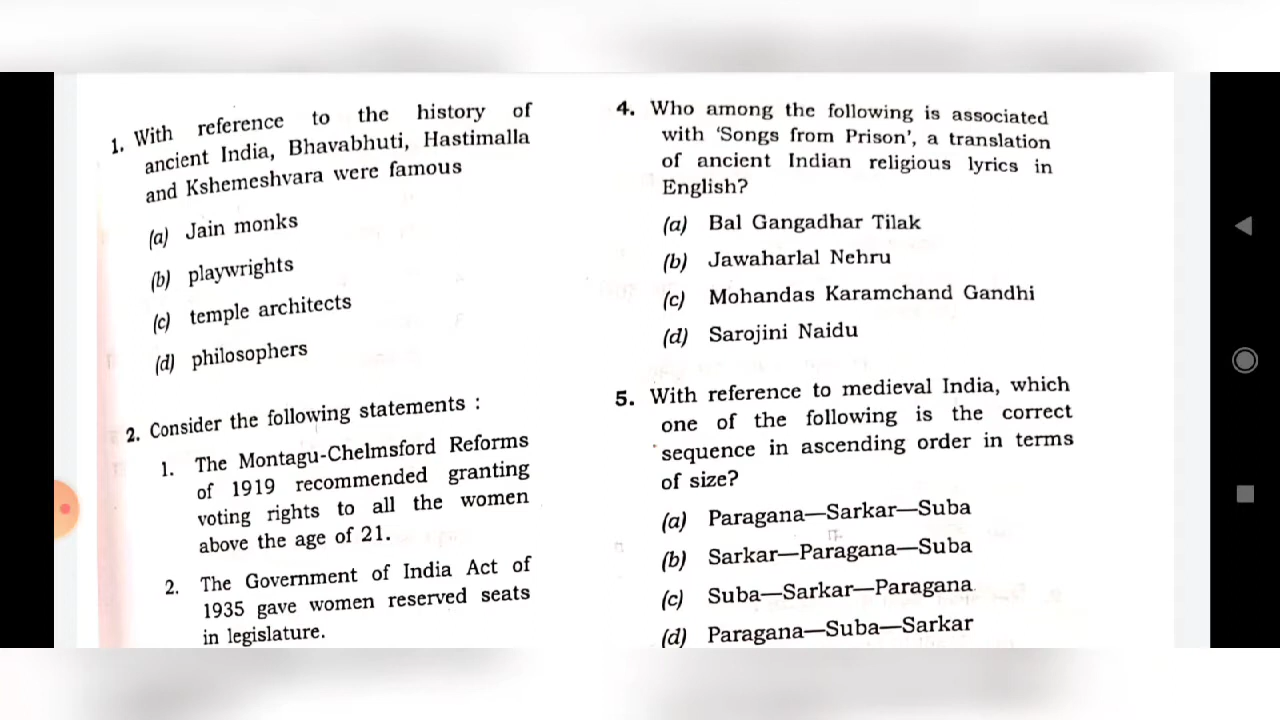 1. With reference to the history of
ancient India, Bhavabhuti, Hastimalla
and Kshemeshvara were famous
(a) Jain monks
(b) playwrights
(c) temple architects
(d) philosophers
2. Consider the following statements :
1. The Montagu-Chelmsford Reforms
of 1919 recommended granting
voting rights to all the women
above the age of 21.
2. The Government of India Act of
1935 gave women reserved seats
in legislature.
4. Who among the following is associated
with ‘Songs from Prison’, a translation
of ancient Indian religious lyrics in
English?
(a) Bal Gangadhar Tilak
(b) Jawaharlal Nehru
(c) Mohandas Karamchand Gandhi
(d) Sarojini Naidu
5. With reference to medieval India, which
one of the following is the correct
sequence in ascending order in terms
of size?
(a) Paragana—Sarkar—Suba
(b) Sarkar—Paragana—Suba
(c) Suba—Sarkar—Paragana
(d) Paragana—Suba—Sarkar